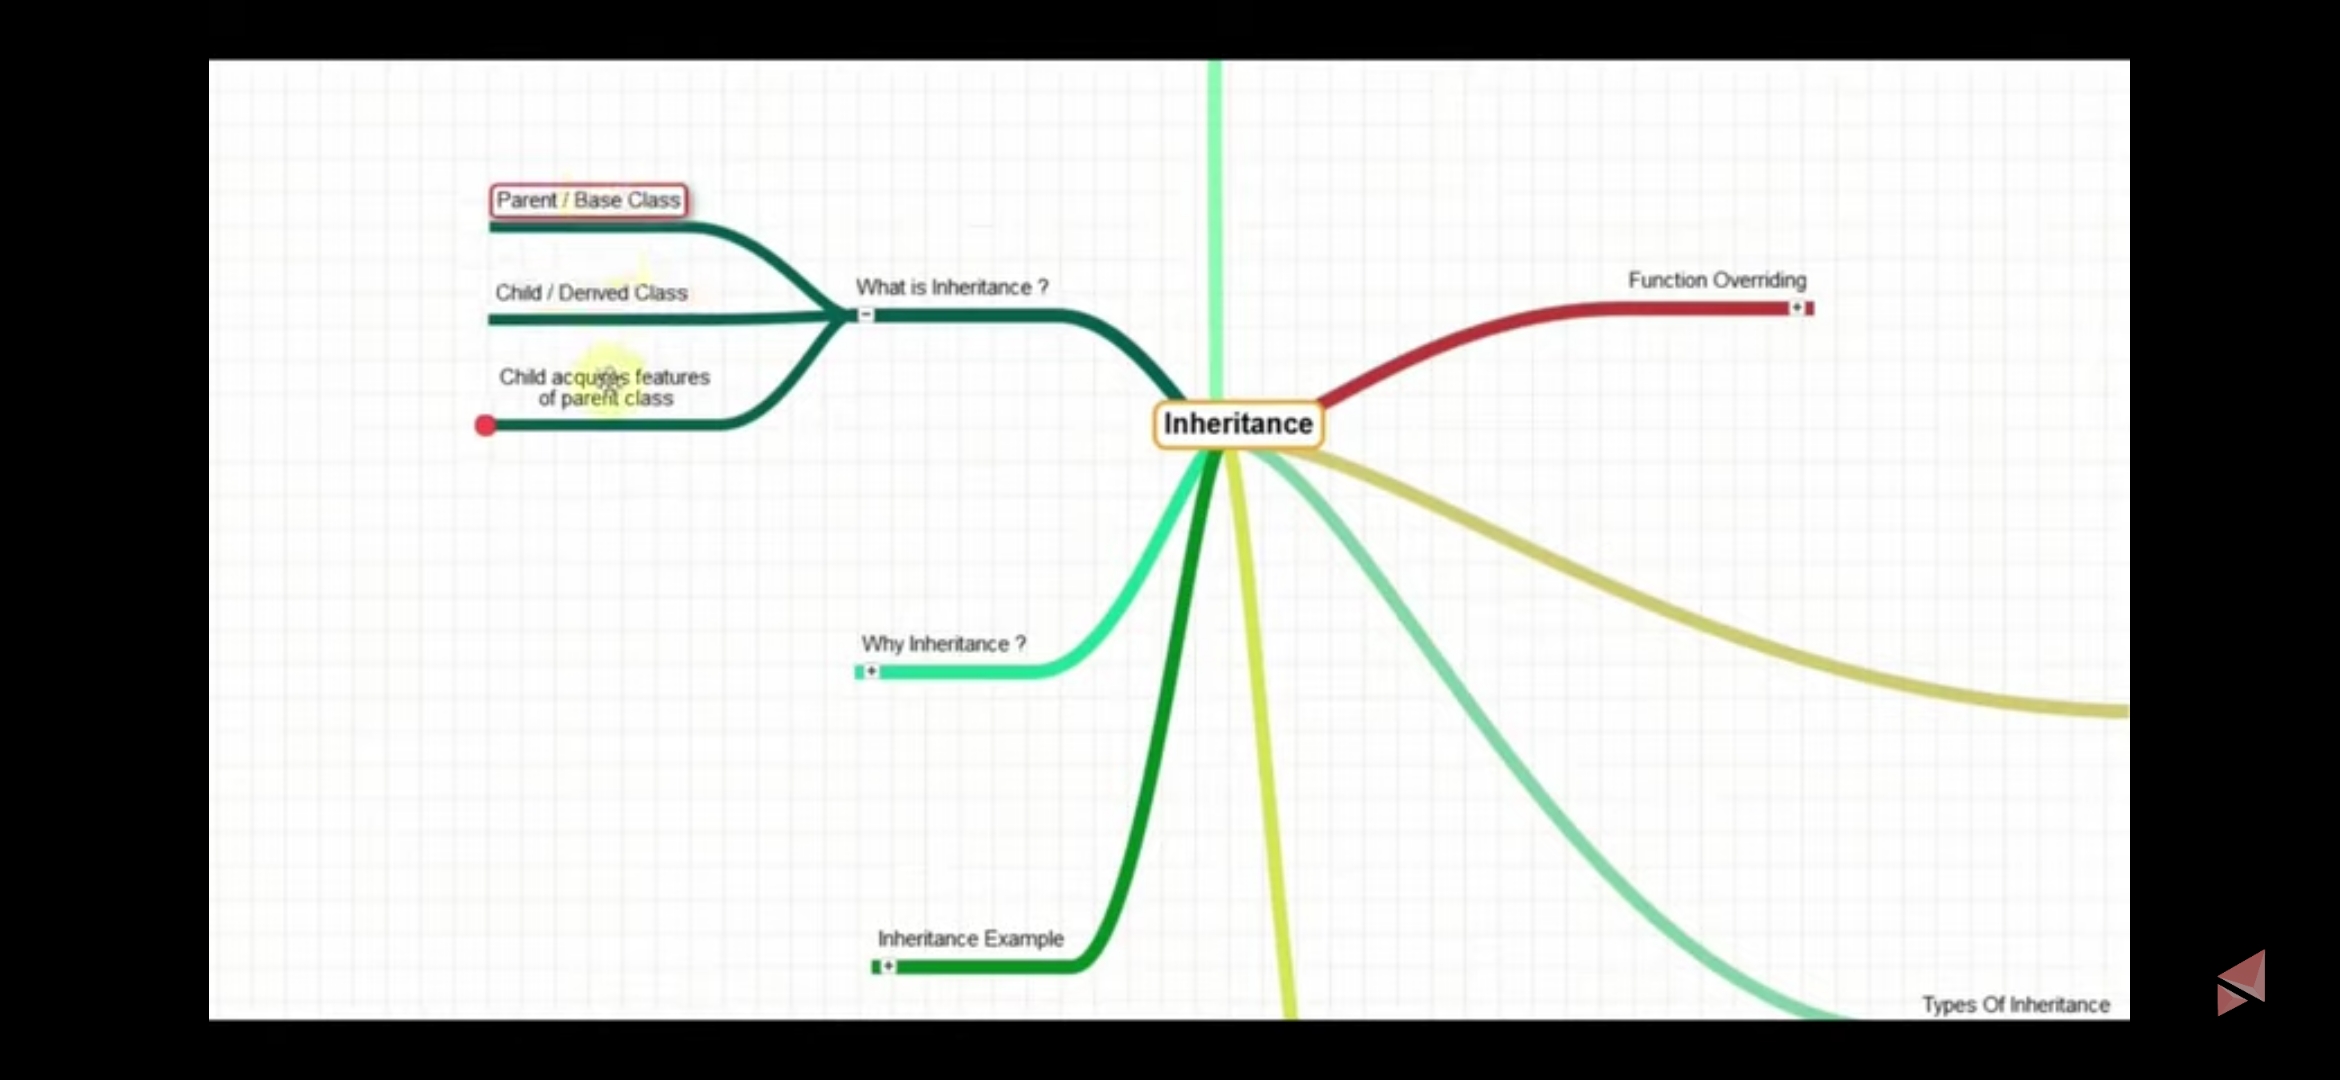 Parent / Base Class
Child / Derived Class
Child acquires features
of parent class
What is Inheritance ?
Function Overriding
Inheritance
Why Inheritance ?
Inheritance Example
Types Of Inheritance